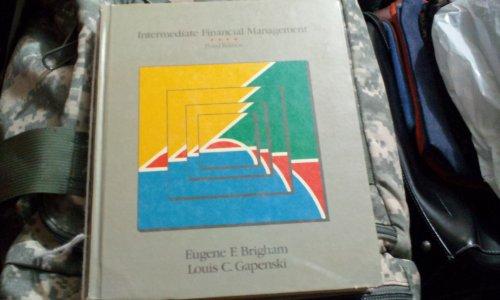 Intermediate Financial Management
Third Edition
Eugene F. Brigham
Louis C. Gapenski